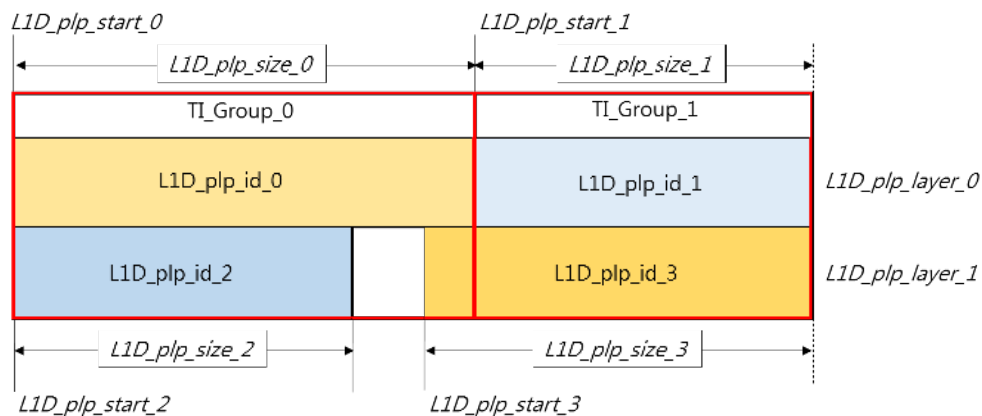 L1D_plp_start_0
L1D_plp_start_1
L1D_plp_size_0
L1D_plp_size_1
TI_Group_0
TI_Group_1
L1D_plp_id_0
L1D_plp_id_1
L1D_plp_layer_0
L1D_plp_id_2
L1D_plp_id_3
L1D_plp_layer_1
L1D_plp_size_2
L1D_plp_size_3
L1D_plp_start_2
L1D_plp_start_3